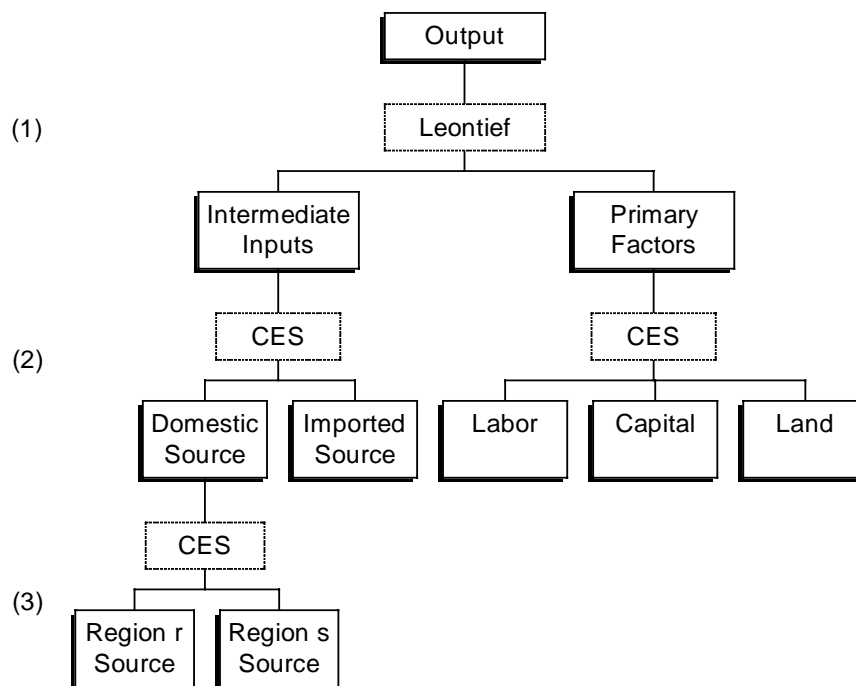 Output
(1)
Leontief
Intermediate
Inputs
Primary
Factors
(2)
CES
CES
Domestic
Source
Imported
Source
Labor
Capital
Land
CES
(3)
Region r
Source
Region s
Source